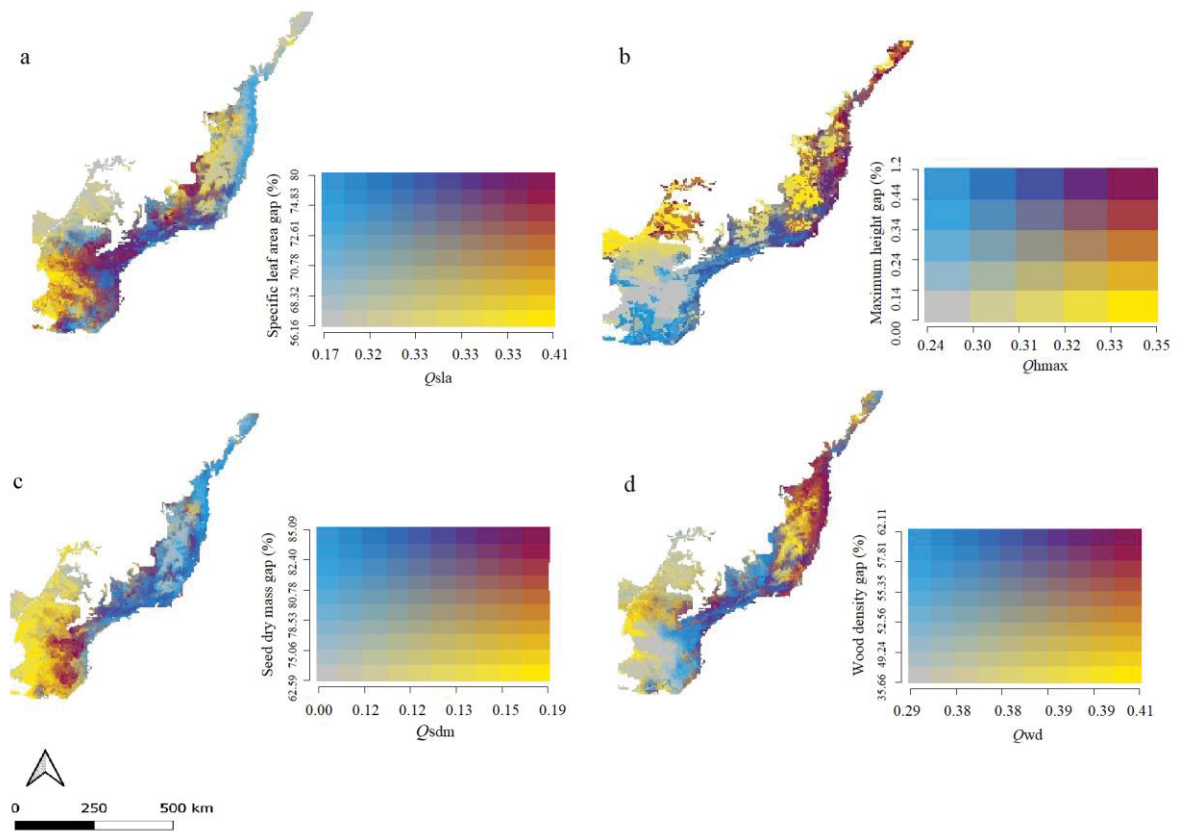 a
Specific leaf area gap (%)
80
74.83
72.61
70.78
68.32
56.16
0.17 0.32 0.33 0.33 0.33 0.41
Qsla
b
Maximum height gap (%)
1.2
0.44
0.34
0.24
0.14
0.00
0.24 0.30 0.31 0.32 0.33 0.35
Qhmax
c
Seed dry mass gap (%)
85.09
82.40
80.78
78.53
75.06
62.59
0.00 0.12 0.12 0.13 0.15 0.19
Qsdm
d
Wood density gap (%)
62.11
57.81
55.35
52.56
49.24
35.66
0.29 0.38 0.38 0.39 0.39 0.41
Qwd
0 250 500 km